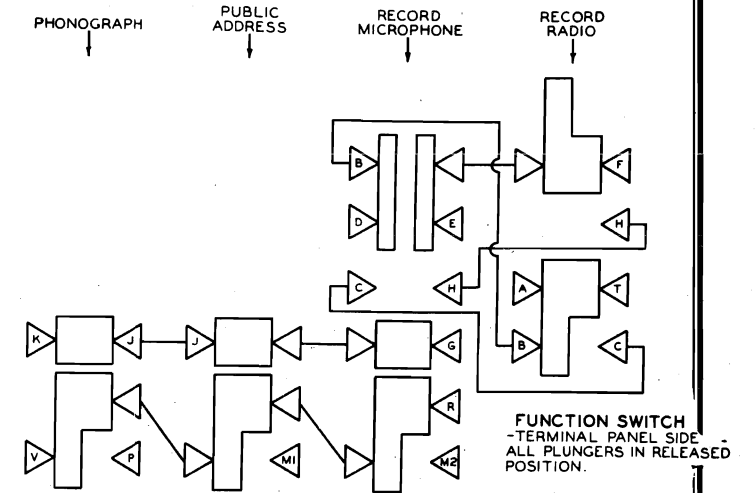 PHONOGRAPH
PUBLIC
ADDRESS
RECORD
MICROPHONE
RECORD
RADIO
B
F
D
E
H
C
H
A
T
B
C
K
J
J
G
R
V
P
M1
M2
FUNCTION SWITCH
-TERMINAL PANEL SIDE -
ALL PLUNGERS IN RELEASED
POSITION.